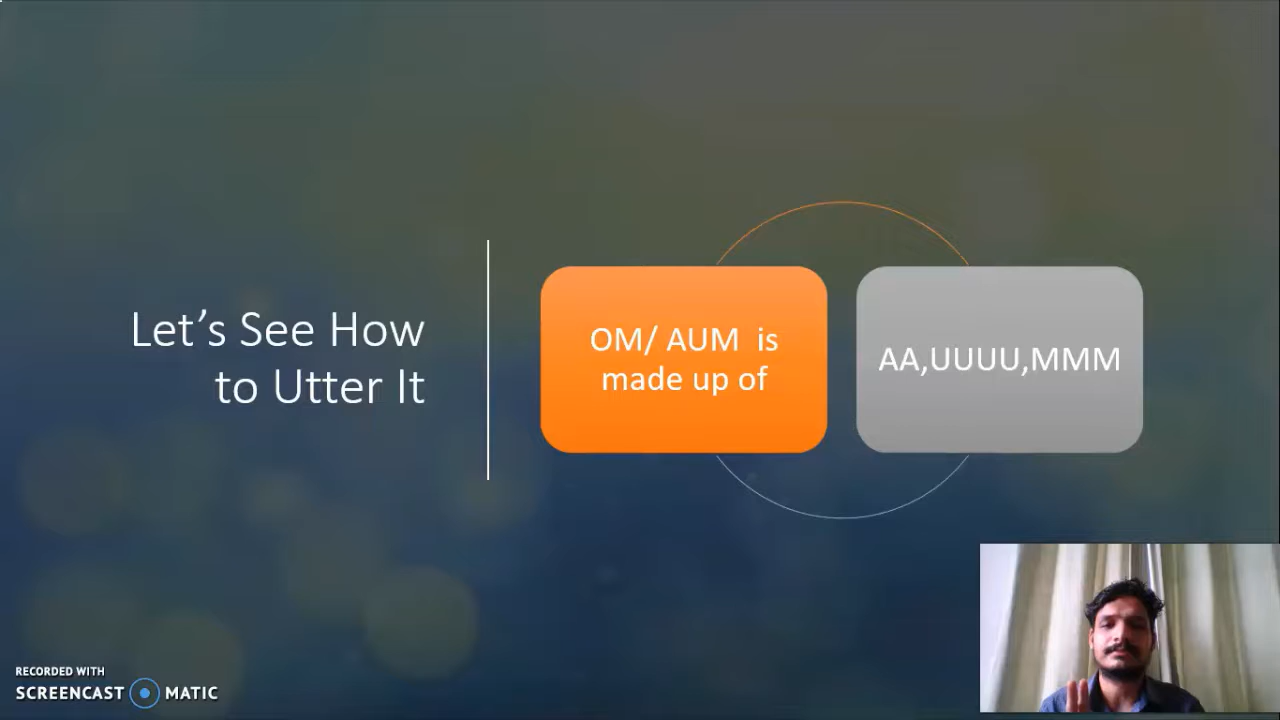 Let's See How
to Utter It
OM/ AUM is
made up of
AA,UUUU,MMM
RECORDED WITH
SCREENCAST MATIC